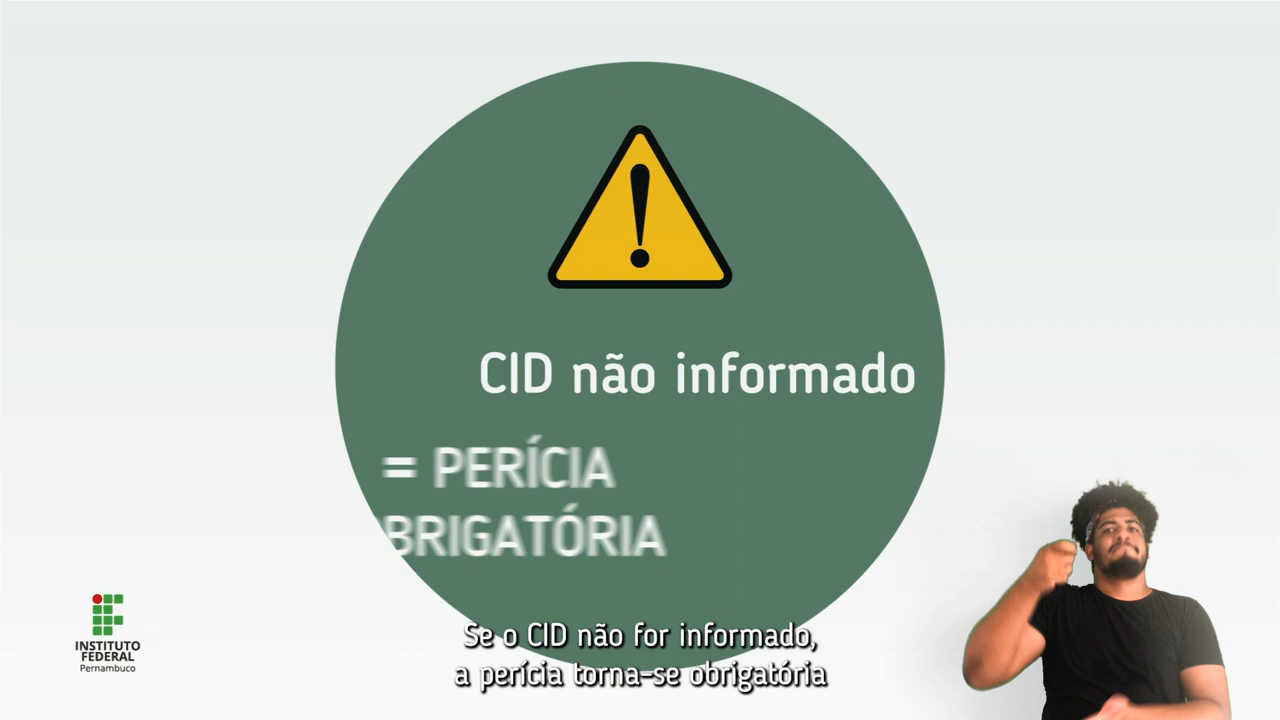 CID não informado
= PERÍCIA
BRIGATÓRIA
Se o CID não for informado,
a perícia torna-se obrigatória
INSTITUTO
FEDERAL
Pernambuco